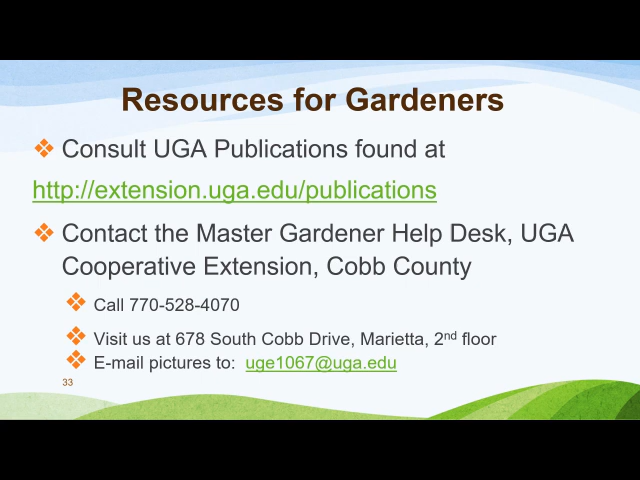 Resources for Gardeners
❖ Consult UGA Publications found at
http://extension.uga.edu/publications
❖ Contact the Master Gardener Help Desk, UGA
Cooperative Extension, Cobb County
❖ Call 770-528-4070
❖ Visit us at 678 South Cobb Drive, Marietta, 2nd floor
❖ E-mail pictures to: uge1067@uga.edu
33